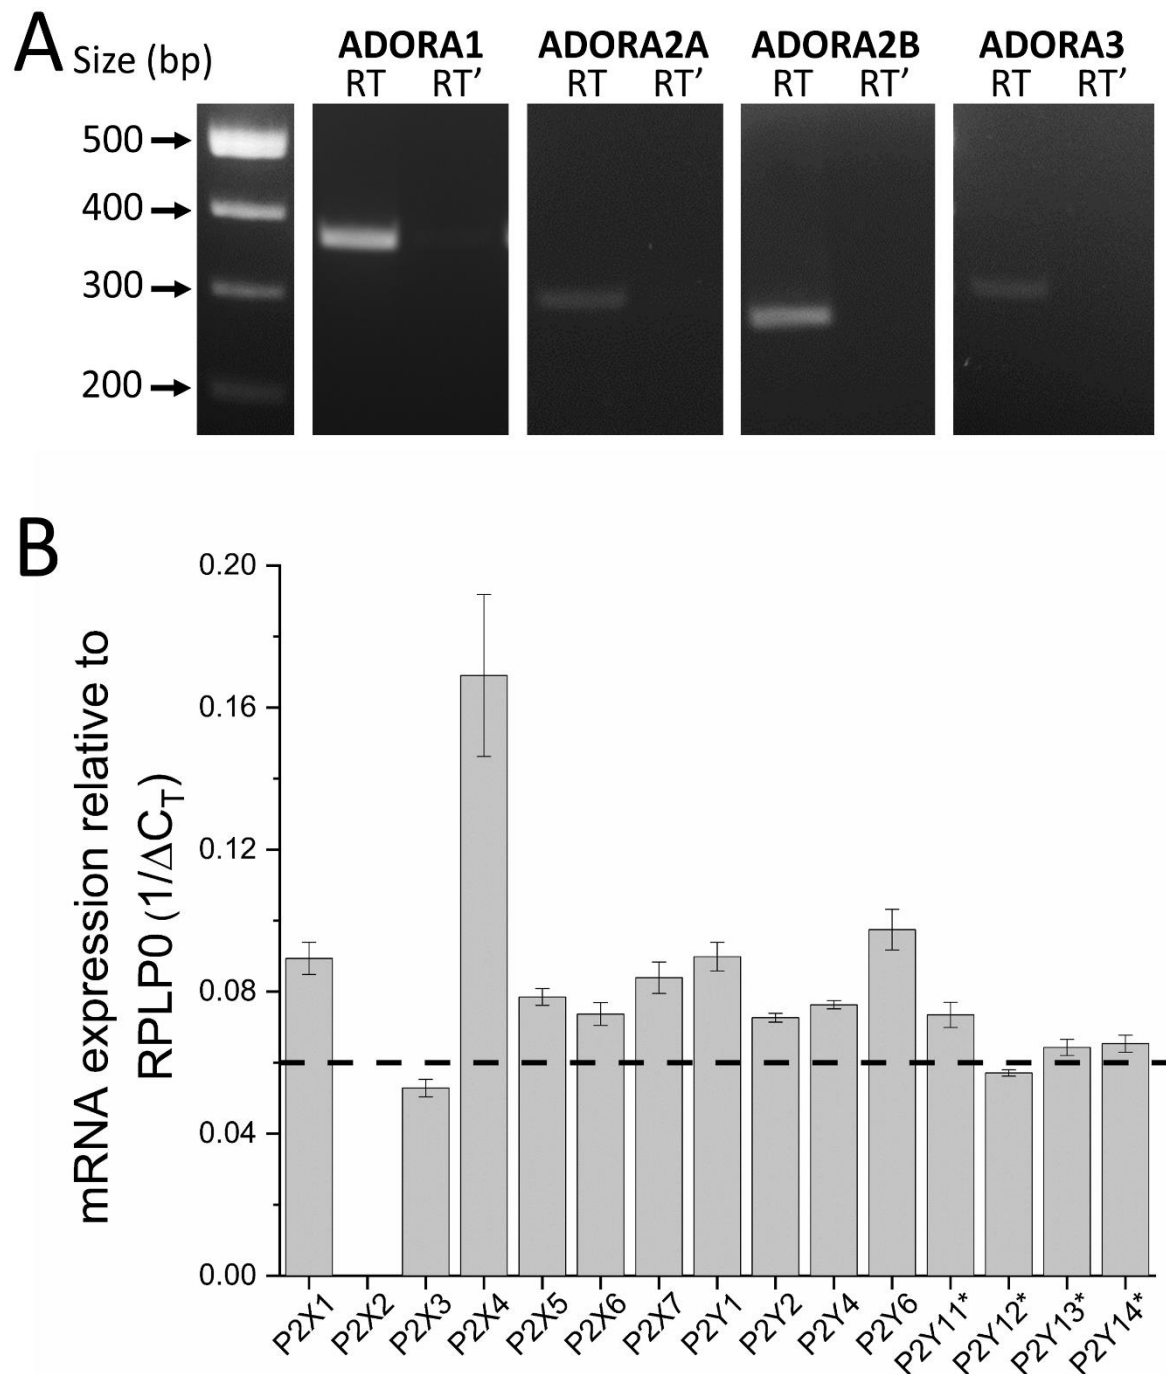 A
Size (bp)
ADORA1 ADORA2A ADORA2B ADORA3
RT RT’ RT RT’ RT RT’ RT RT’
500
400
300
200
B
mRNA expression relative to
RPLP0 (1/ΔCT)
0.20
0.16
0.12
0.08
0.04
0.00
P2X1
P2X2
P2X3
P2X4
P2X5
P2X6
P2X7
P2Y1
P2Y2
P2Y4
P2Y6
P2Y11*
P2Y12*
P2Y13*
P2Y14*